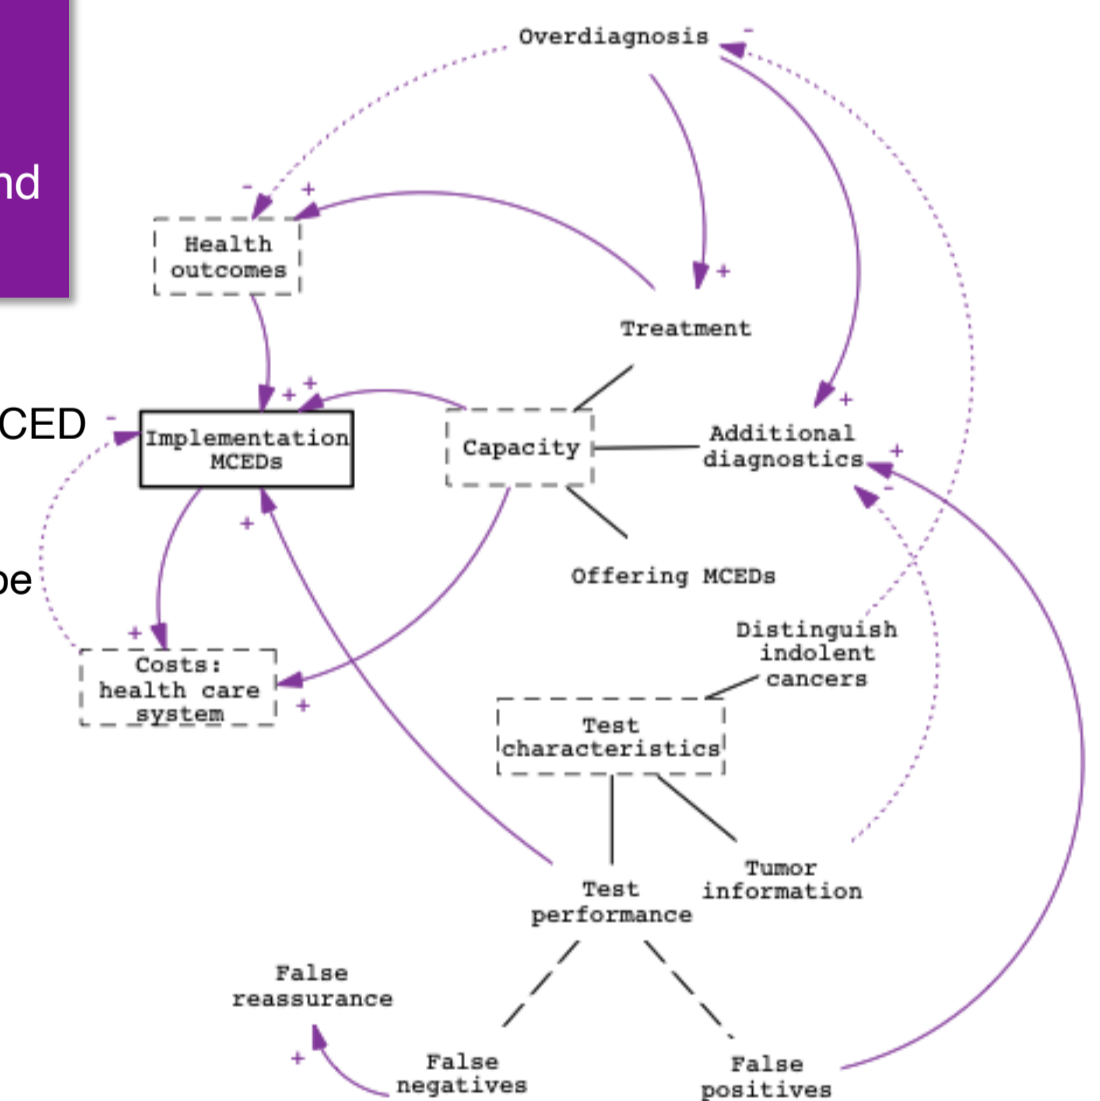 Overdiagnosis
-
nd
-
+
Health
outcomes
+
Treatment
+
+
+
CED
-
Implementation
MCEDs
Capacity
Additional
diagnostics
+
-
+
be
Offering MCEDs
+
Costs:
health care
system
+
Distinguish
indolent
cancers
Test
characteristics
Tumor
information
Test
performance
False
reassurance
+
False
negatives
False
positives